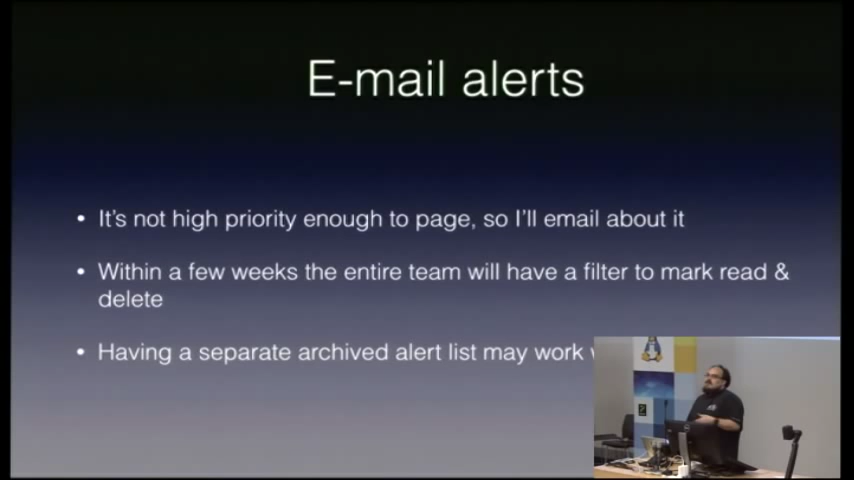 E-mail alerts
• It's not high priority enough to page, so I'll email about it
• Within a few weeks the entire team will have a filter to mark read &
delete
• Having a separate archived alert list may work